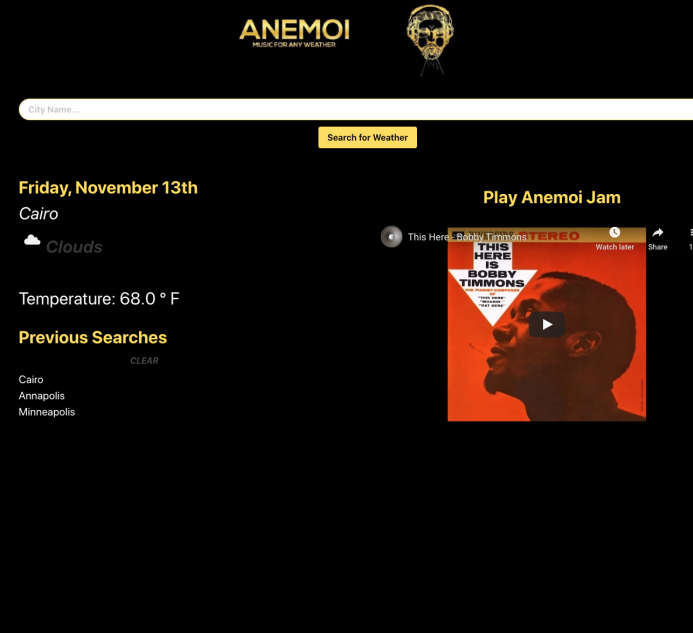 ANEMOI
MUSIC FOR ANY WEATHER
City Name...
Search for Weather
Friday, November 13th
Cairo
Clouds
Temperature: 68.0 ° F
Previous Searches
CLEAR
Cairo
Annapolis
Minneapolis
Play Anemoi Jam
This Here - Bobby Timmons
Watch later
Share
1
STEREO
THIS
HERE
IS
BOBBY
TIMMONS
THE PIANIST-COMPOSER
OF
"THIS HERE"
"MOANIN'"
"DAT DERE"